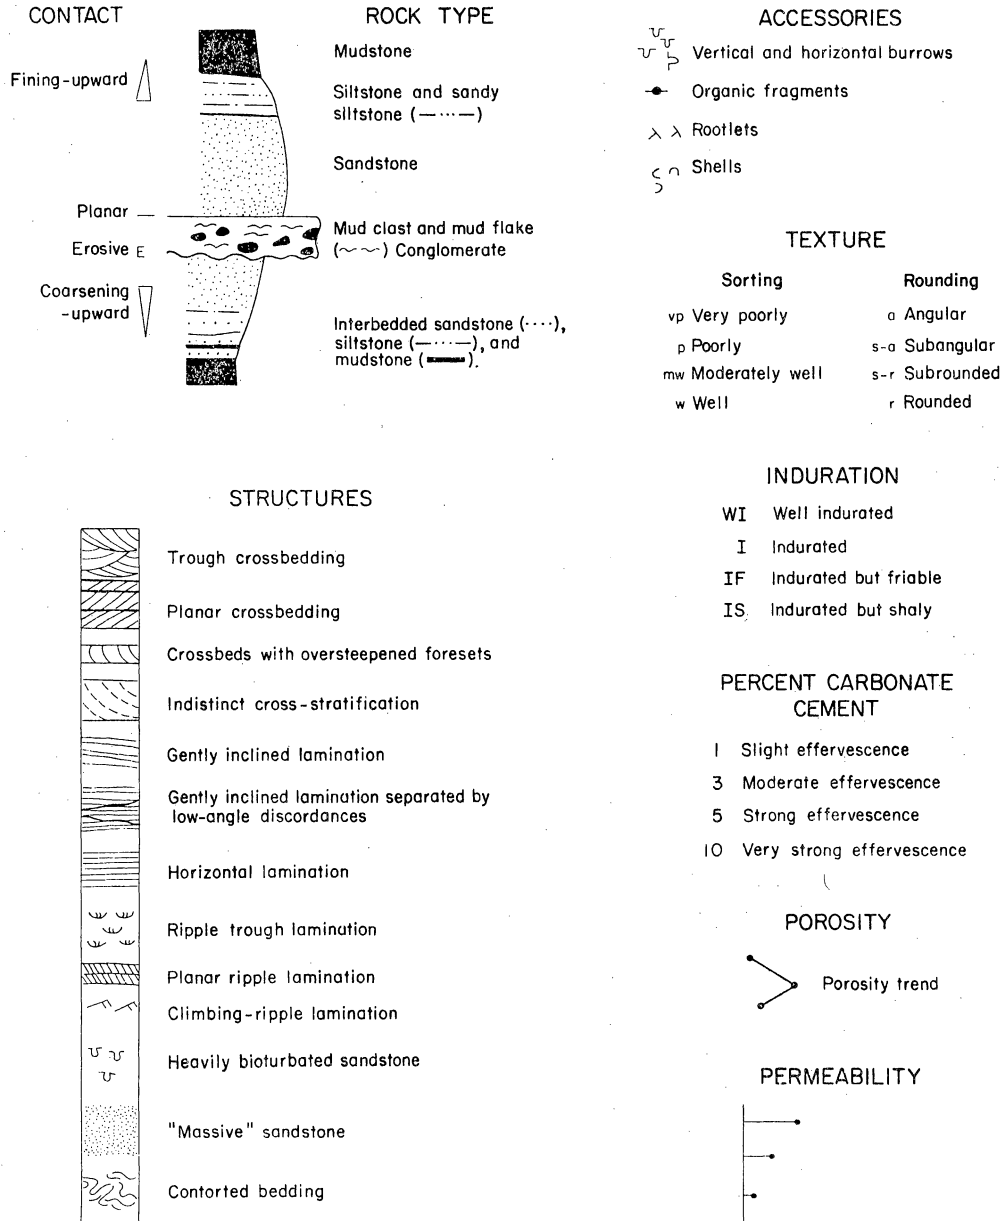 CONTACT
Fining-upward
Planar —
Erosive E
Coarsening
-upward
ROCK TYPE
Mudstone
Siltstone and sandy
siltstone (—···—)
Sandstone
Mud clast and mud flake
(~~) Conglomerate
Interbedded sandstone (····),
siltstone (—···—), and
mudstone (▬).
ACCESSORIES
Vertical and horizontal burrows
Organic fragments
Rootlets
Shells
TEXTURE
Sorting
vp Very poorly
p Poorly
mw Moderately well
w Well
Rounding
a Angular
s-a Subangular
s-r Subrounded
r Rounded
STRUCTURES
Trough crossbedding
Planar crossbedding
Crossbeds with oversteepened foresets
Indistinct cross-stratification
Gently inclined lamination
Gently inclined lamination separated by
low-angle discordances
Horizontal lamination
Ripple trough lamination
Planar ripple lamination
Climbing-ripple lamination
Heavily bioturbated sandstone
"Massive" sandstone
Contorted bedding
INDURATION
WI Well indurated
I Indurated
IF Indurated but friable
IS Indurated but shaly
PERCENT CARBONATE
CEMENT
1 Slight effervescence
3 Moderate effervescence
5 Strong effervescence
10 Very strong effervescence
POROSITY
Porosity trend
PERMEABILITY